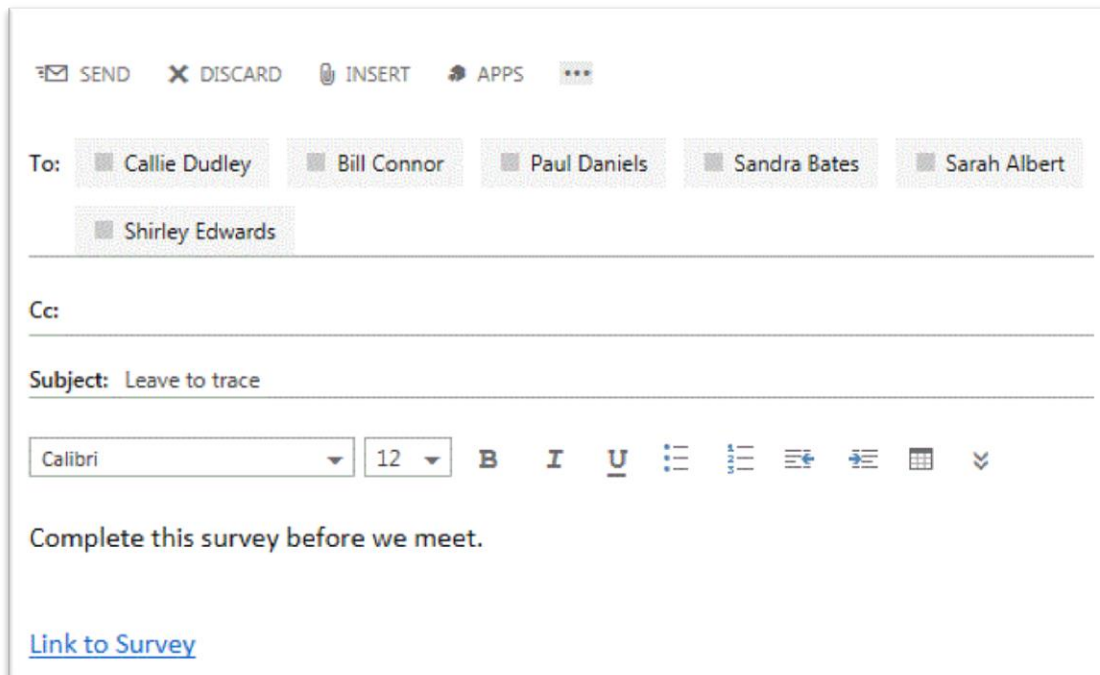 SEND DISCARD INSERT APPS •••
To: Callie Dudley Bill Connor Paul Daniels Sandra Bates Sarah Albert
Shirley Edwards
Cc:
Subject: Leave to trace
Calibri 12 B I U
Complete this survey before we meet.
Link to Survey